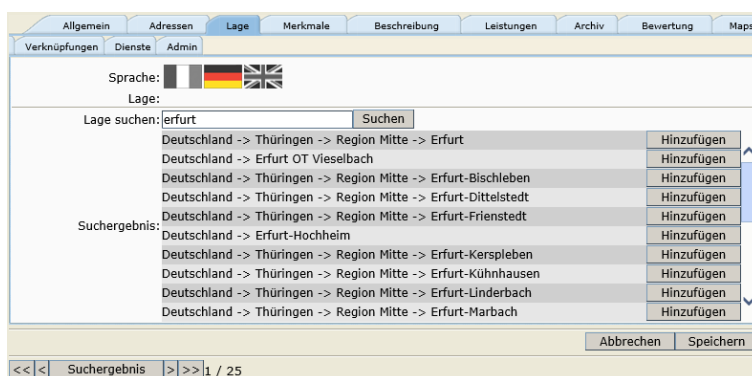 Allgemein Adressen Lage Merkmale Beschreibung Leistungen Archiv Bewertung Maps
Verknüpfungen Dienste Admin
Sprache:
Lage:
Lage suchen: erfurt Suchen
Suchergebnis:
Deutschland -> Thüringen -> Region Mitte -> Erfurt Hinzufügen
Deutschland -> Erfurt OT Vieselbach Hinzufügen
Deutschland -> Thüringen -> Region Mitte -> Erfurt-Bischleben Hinzufügen
Deutschland -> Thüringen -> Region Mitte -> Erfurt-Dittelstedt Hinzufügen
Deutschland -> Thüringen -> Region Mitte -> Erfurt-Frienstedt Hinzufügen
Deutschland -> Erfurt-Hochheim Hinzufügen
Deutschland -> Thüringen -> Region Mitte -> Erfurt-Kerspleben Hinzufügen
Deutschland -> Thüringen -> Region Mitte -> Erfurt-Kühnhausen Hinzufügen
Deutschland -> Thüringen -> Region Mitte -> Erfurt-Linderbach Hinzufügen
Deutschland -> Thüringen -> Region Mitte -> Erfurt-Marbach Hinzufügen
Abbrechen Speichern
<< < Suchergebnis > >> 1 / 25